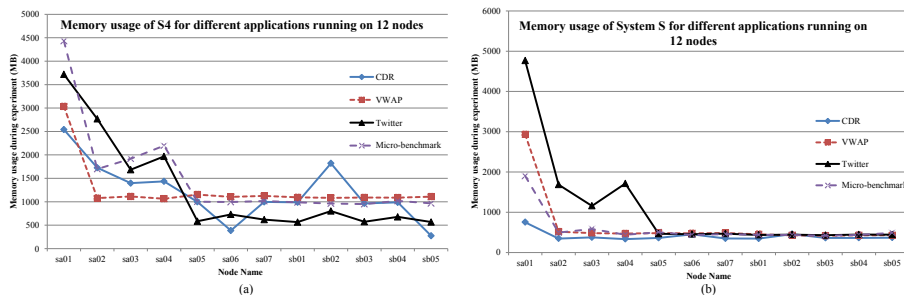 Memory usage of S4 for different applications running on 12 nodes
Memory usage during experiment (MB)
5000
4500
4000
3500
3000
2500
2000
1500
1000
500
0
CDR
VWAP
Twitter
Micro-benchmark
sa01 sa02 sa03 sa04 sa05 sa06 sa07 sb01 sb02 sb03 sb04 sb05
Node Name
(a)
Memory usage of System S for different applications running on
12 nodes
Memory usage during experiment (MB)
6000
5000
4000
3000
2000
1000
0
CDR
VWAP
Twitter
Micro-benchmark
sa01 sa02 sa03 sa04 sa05 sa06 sa07 sb01 sb02 sb03 sb04 sb05
Node Name
(b)